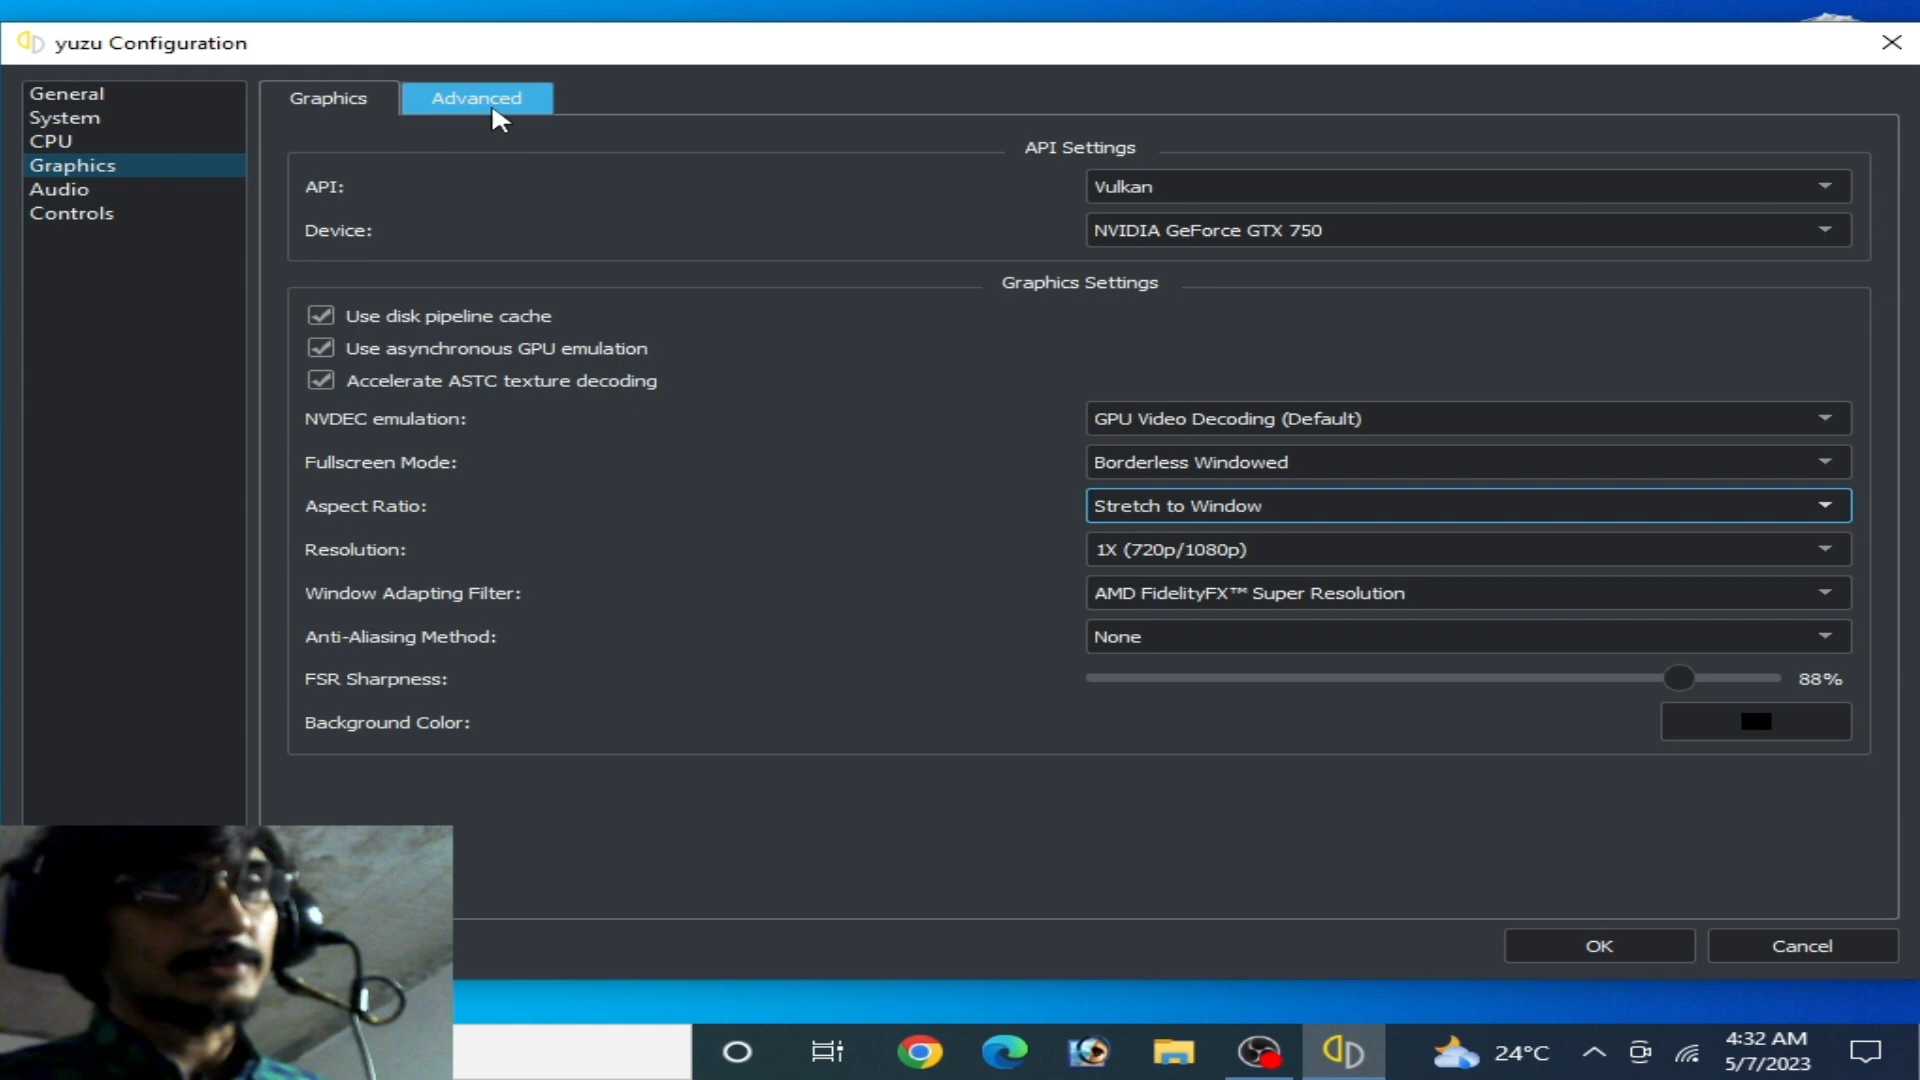 yuzu Configuration
General
System
CPU
Graphics
Audio
Controls
Graphics
Advanced
API Settings
API:
Vulkan
Device:
NVIDIA GeForce GTX 750
Graphics Settings
Use disk pipeline cache
Use asynchronous GPU emulation
Accelerate ASTC texture decoding
NVDEC emulation:
GPU Video Decoding (Default)
Fullscreen Mode:
Borderless Windowed
Aspect Ratio:
Stretch to Window
Resolution:
1X (720p/1080p)
Window Adapting Filter:
AMD FidelityFX™ Super Resolution
Anti-Aliasing Method:
None
FSR Sharpness:
88%
Background Color:
OK
Cancel
24°C
4:32 AM
5/7/2023